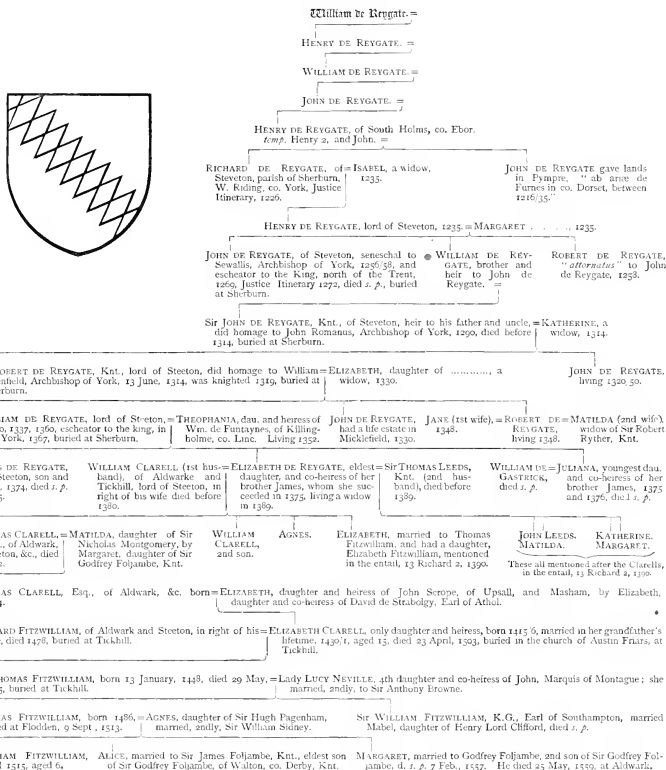 William de Reygate. =
HENRY DE REYGATE. =
WILLIAM DE REYGATE. =
JOHN DE REYGATE. =
HENRY DE REYGATE, of South Holms, co. Ebor.
temp. Henry 2, and John. =
RICHARD DE REYGATE, of
Steveton, parish of Sherburn,
W. Riding, co. York, Justice
Itinerary, 1226.
= ISABEL, a widow,
1235.
JOHN DE REYGATE gave lands
in Pympre, "ab aræ de
Furnes in co. Dorset, between
1216/35."
HENRY DE REYGATE, lord of Steveton, 1235. = MARGARET . . . . . 1235.
JOHN DE REYGATE, of Steveton, seneschal to
Sewallis, Archbishop of York, 1256/58, and
escheator to the King, north of the Trent,
1269, Justice Itinerary 1272, died s. p., buried
at Sherburn.
WILLIAM DE REY-
GATE, brother and
heir to John de
Reygate. =
ROBERT DE REYGATE,
"attornatus" to John
de Reygate, 1258.
Sir JOHN DE REYGATE, Knt., of Steveton, heir to his father and uncle,
did homage to John Romanus, Archbishop of York, 1290, died before
1314, buried at Sherburn.
= KATHERINE, a
widow, 1314.
OBERT DE REYGATE, Knt., lord of Steeton, did homage to William
enfield, Archbishop of York, 13 June, 1314, was knighted 1319, buried at
erburn.
= ELIZABETH, daughter of ............, a
widow, 1330.
JOHN DE REYGATE,
living 1320 50.
IAM DE REYGATE, lord of Steeton,
o, 1337, 1360, escheator to the king, in
York, 1367, buried at Sherburn.
= THEOPHANIA, dau. and heiress of
Wm. de Funtaynes, of Killing-
holme, co. Linc. Living 1352.
JOHN DE REYGATE,
had a life estate in
Micklefield, 1330.
JANE (1st wife),
1348.
= ROBERT DE
REYGATE,
living 1348.
= MATILDA (2nd wife),
widow of Sir Robert
Ryther, Knt.
DE REYGATE,
Steeton, son and
1374, died s. p.
WILLIAM CLARELL (1st hus-
band), of Aldwarke and
Tickhill, lord of Steeton, in
right of his wife died before
1380.
= ELIZABETH DE REYGATE, eldest
daughter, and co-heiress of her
brother James, whom she suc-
ceeded in 1375, living a widow
in 1389.
= Sir THOMAS LEEDS,
Knt. (2nd hus-
band), died before
1389.
WILLIAM DE
GASTRICK,
died s. p.
= JULIANA, youngest dau.
and co-heiress of her
brother James, 1375
and 1376, died s. p.
AS CLARELL,
, of Aldwark,
ton, &c., died
= MATILDA, daughter of Sir
Nicholas Montgomery, by
Margaret, daughter of Sir
Godfrey Foljambe, Knt.
WILLIAM
CLARELL,
2nd son.
AGNES.
ELIZABETH, married to Thomas
Fitzwilliam, and had a daughter,
Elizabeth Fitzwilliam, mentioned
in the entail, 13 Richard 2, 1390.
JOHN LEEDS. KATHERINE.
MATILDA. MARGARET.
These all mentioned after the Clarells,
in the entail, 13 Richard 2, 1390.
AS CLARELL, Esq., of Aldwark, &c. born = ELIZABETH, daughter and heiress of John Scrope, of Upsall, and Masham, by Elizabeth,
daughter and co-heiress of David de Strabolgy, Earl of Athol.
ARD FITZWILLIAM, of Aldwark and Steeton, in right of his
, died 1478, buried at Tickhill.
= ELIZABETH CLARELL, only daughter and heiress, born 1415 6, married in her grandfather's
lifetime, 1430/1, aged 15, died 23 April, 1503, buried in the church of Austin Friars, at
Tickhill.
HOMAS FITZWILLIAM, born 13 January, 1448, died 29 May,
5, buried at Tickhill.
= Lady LUCY NEVILLE, 4th daughter and co-heiress of John, Marquis of Montague; she
married, 2ndly, to Sir Anthony Browne.
AS FITZWILLIAM, born 1486,
ed at Flodden, 9 Sept, 1513.
= AGNES, daughter of Sir Hugh Pagenham,
married, 2ndly, Sir William Sidney.
Sir WILLIAM FITZWILLIAM, K.G., Earl of Southampton, married
Mabel, daughter of Henry Lord Clifford, died s. p.
IAM FITZWILLIAM,
1515, aged 6.
ALICE, married to Sir James Foljambe, Knt., eldest son
of Sir Godfrey Foljambe, of Walton, co. Derby, Knt.
MARGARET, married to Godfrey Foljambe, 2nd son of Sir Godfrey Fol-
jambe, d. s. p. 7 Feb., 1557. He died 25 May, 1559, at Aldwark.